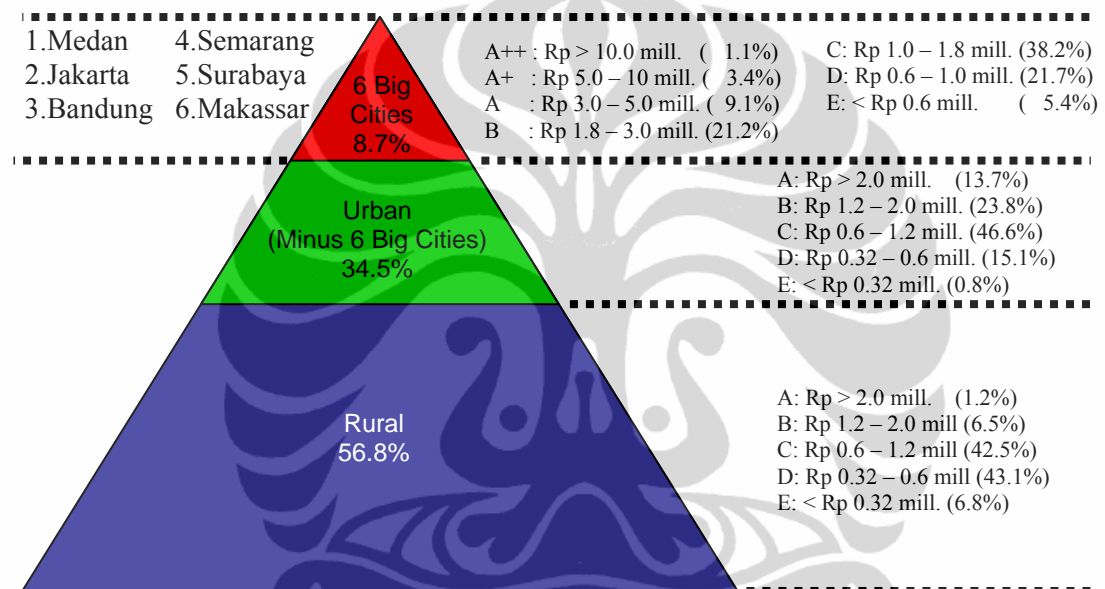 1.Medan 4.Semarang
2.Jakarta 5.Surabaya
3.Bandung 6.Makassar
6 Big
Cities
8.7%
A++ : Rp > 10.0 mill. ( 1.1%)
A+ : Rp 5.0 – 10 mill. ( 3.4%)
A : Rp 3.0 – 5.0 mill. ( 9.1%)
B : Rp 1.8 – 3.0 mill. (21.2%)
C: Rp 1.0 – 1.8 mill. (38.2%)
D: Rp 0.6 – 1.0 mill. (21.7%)
E: < Rp 0.6 mill. ( 5.4%)
Urban
(Minus 6 Big Cities)
34.5%
A: Rp > 2.0 mill. (13.7%)
B: Rp 1.2 – 2.0 mill. (23.8%)
C: Rp 0.6 – 1.2 mill. (46.6%)
D: Rp 0.32 – 0.6 mill. (15.1%)
E: < Rp 0.32 mill. (0.8%)
Rural
56.8%
A: Rp > 2.0 mill. (1.2%)
B: Rp 1.2 – 2.0 mill (6.5%)
C: Rp 0.6 – 1.2 mill (42.5%)
D: Rp 0.32 – 0.6 mill (43.1%)
E: < Rp 0.32 mill. (6.8%)